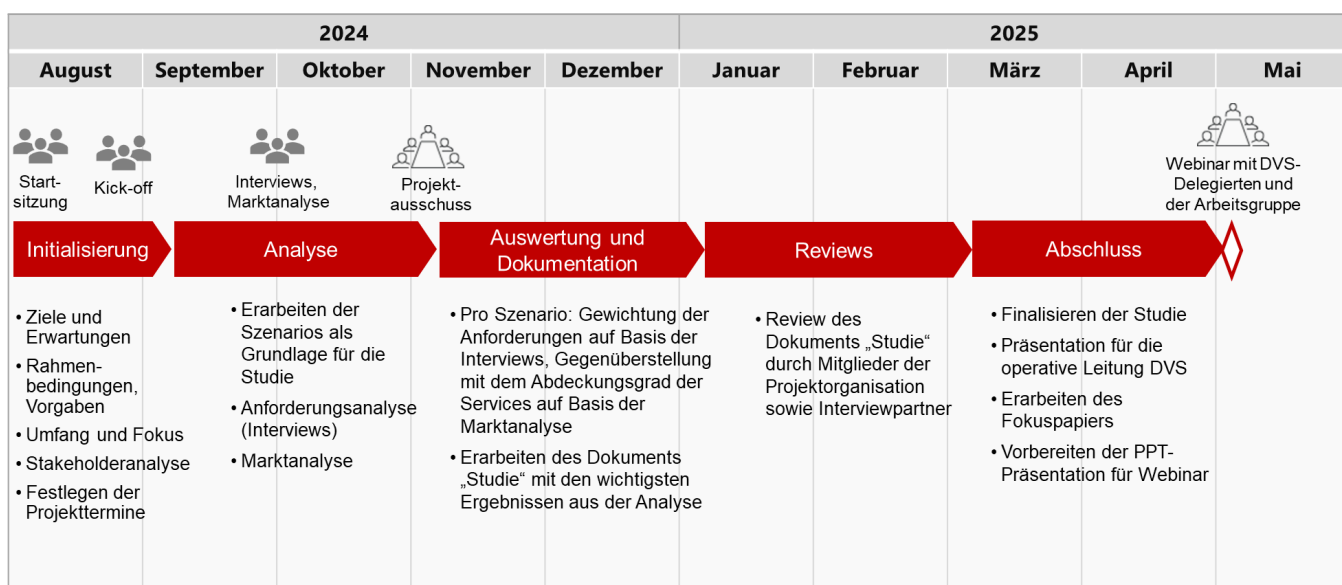 2024
2025
August
September
Oktober
November
Dezember
Januar
Februar
März
April
Mai
Start-
sitzung
Kick-off
Interviews,
Marktanalyse
Projekt-
ausschuss
Webinar mit DVS-
Delegierten und
der Arbeitsgruppe
Initialisierung
Analyse
Auswertung und
Dokumentation
Reviews
Abschluss
• Ziele und
Erwartungen
• Rahmen-
bedingungen,
Vorgaben
• Umfang und Fokus
• Stakeholderanalyse
• Festlegen der
Projekttermine
• Erarbeiten der
Szenarios als
Grundlage für die
Studie
• Anforderungsanalyse
(Interviews)
• Marktanalyse
• Pro Szenario: Gewichtung der
Anforderungen auf Basis der
Interviews, Gegenüberstellung
mit dem Abdeckungsgrad der
Services auf Basis der
Marktanalyse
• Erarbeiten des Dokuments
„Studie“ mit den wichtigsten
Ergebnissen aus der Analyse
• Review des
Dokuments „Studie“
durch Mitglieder der
Projektorganisation
sowie Interviewpartner
• Finalisieren der Studie
• Präsentation für die
operative Leitung DVS
• Erarbeiten des
Fokuspapiers
• Vorbereiten der PPT-
Präsentation für Webinar